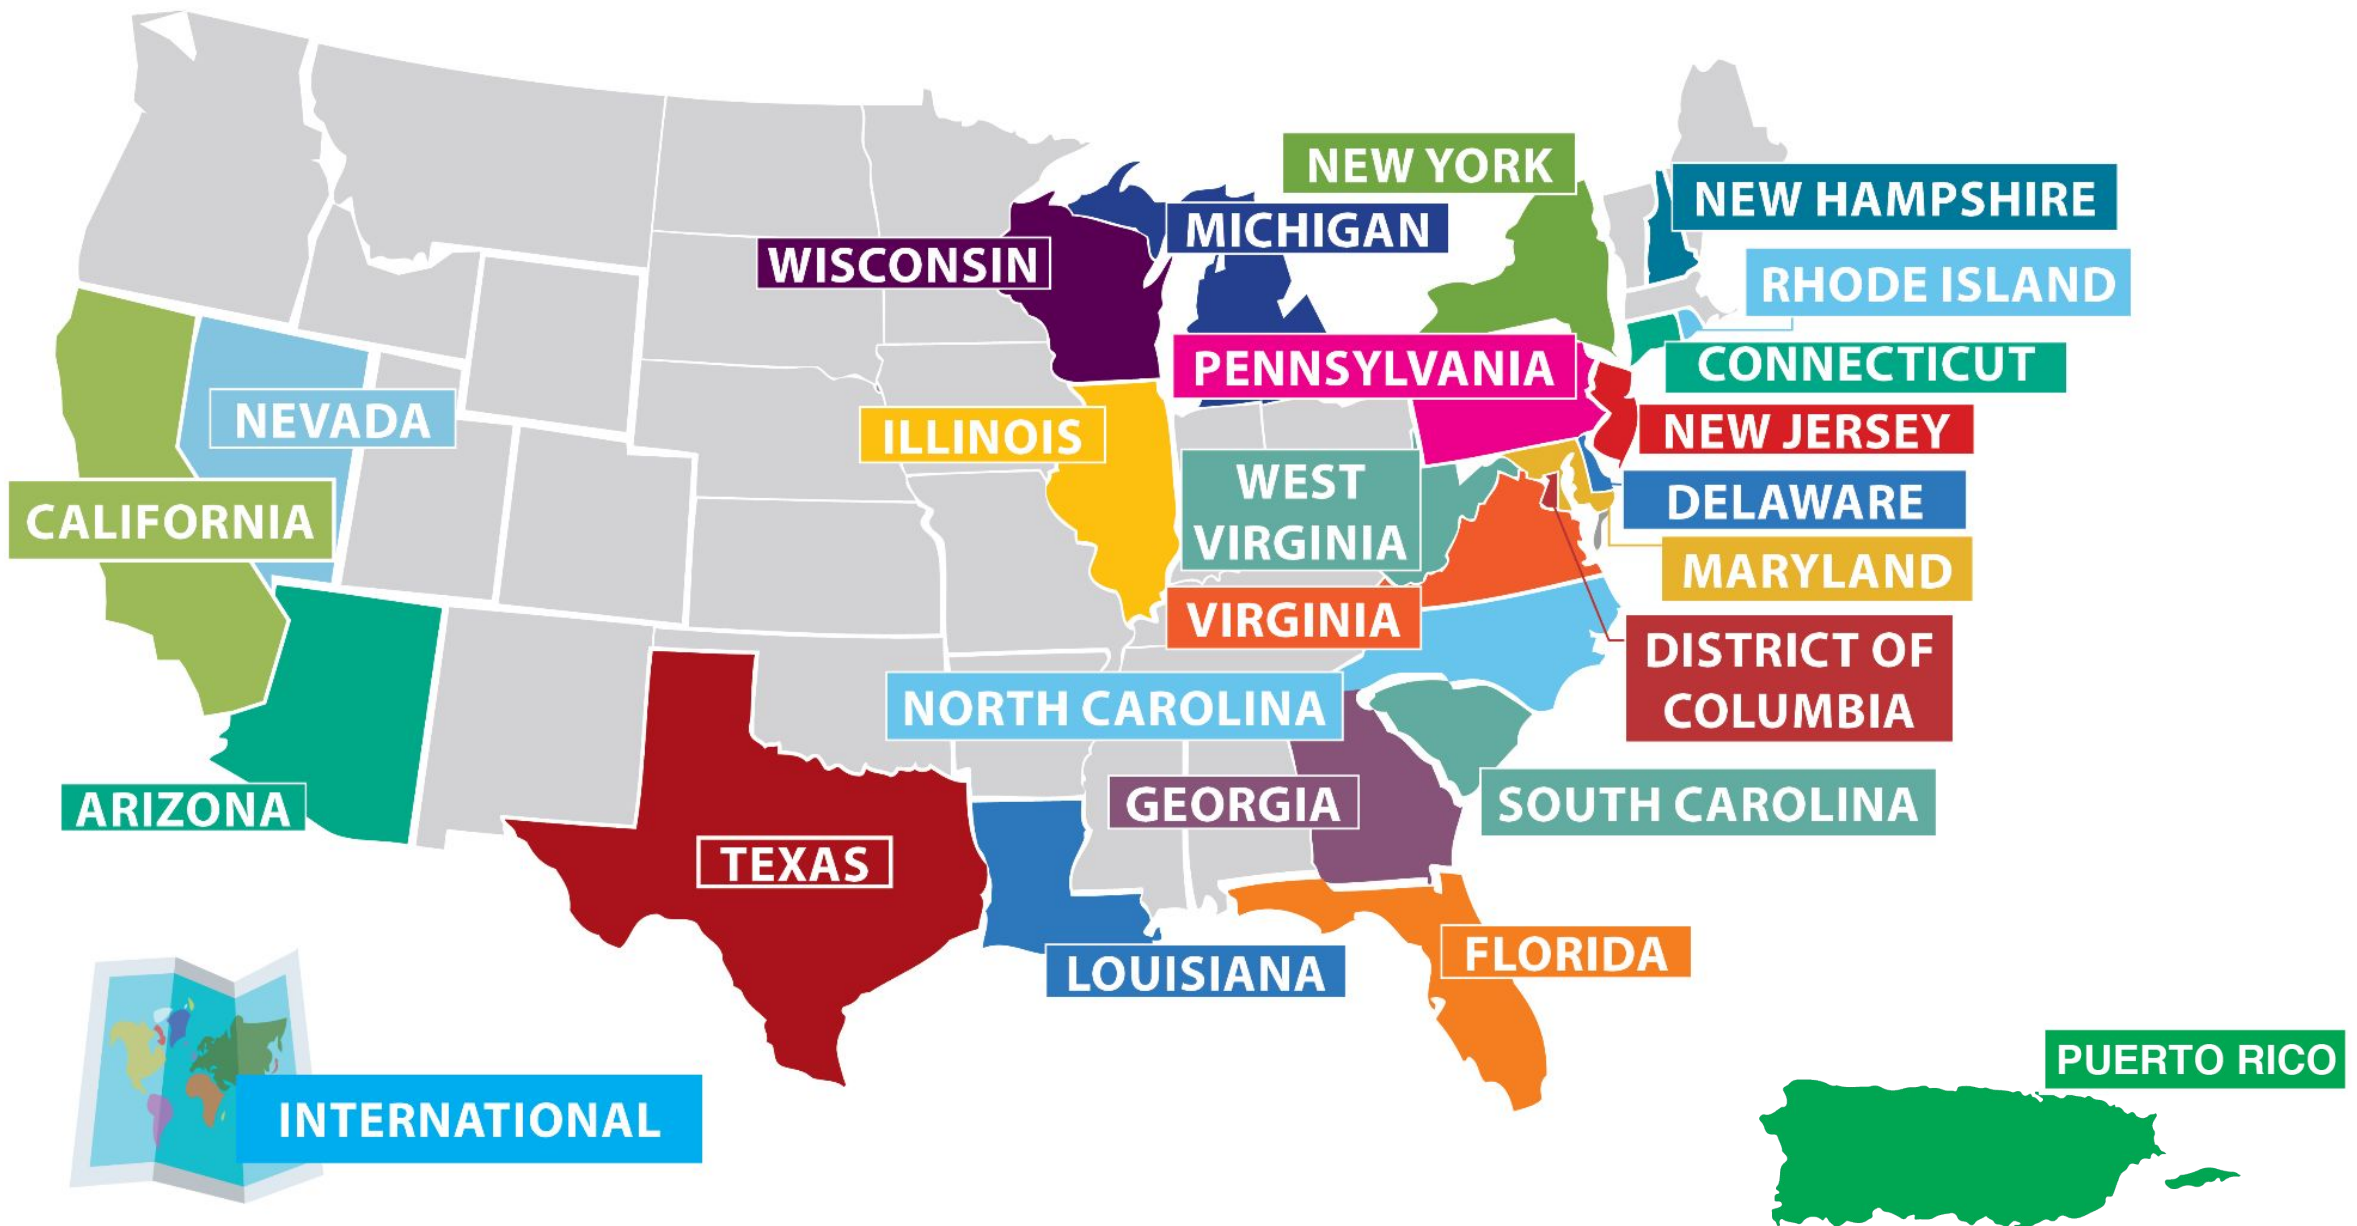 NEW YORK
NEW HAMPSHIRE
MICHIGAN
WISCONSIN
RHODE ISLAND
PENNSYLVANIA
CONNECTICUT
NEVADA
ILLINOIS
NEW JERSEY
WEST
VIRGINIA
DELAWARE
CALIFORNIA
MARYLAND
VIRGINIA
DISTRICT OF
COLUMBIA
NORTH CAROLINA
ARIZONA
GEORGIA
SOUTH CAROLINA
TEXAS
FLORIDA
LOUISIANA
PUERTO RICO
INTERNATIONAL